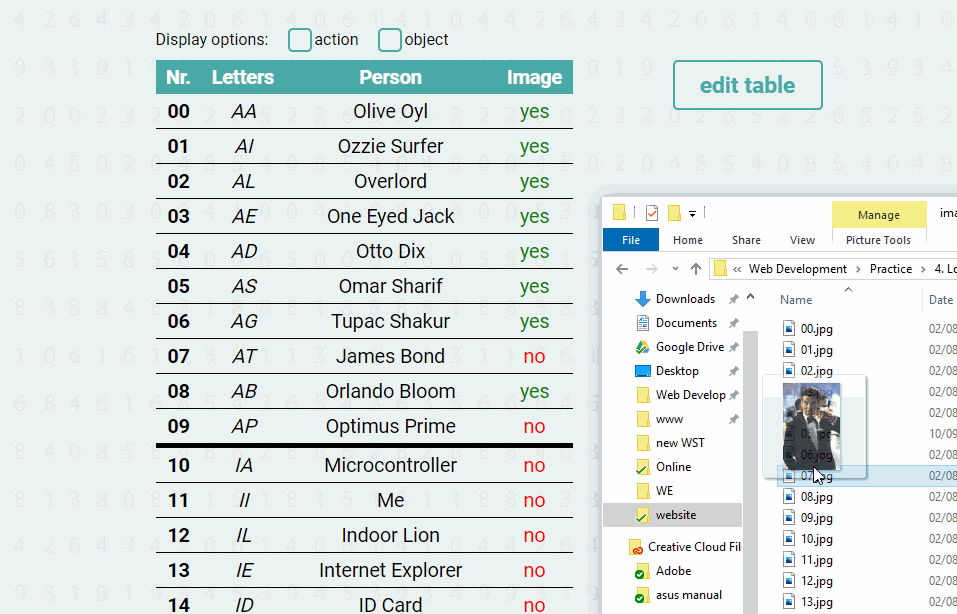 Display options: action object
Nr. Letters Person Image
00 AA Olive Oyl yes
01 AI Ozzie Surfer yes
02 AL Overlord yes
03 AE One Eyed Jack yes
04 AD Otto Dix yes
05 AS Omar Sharif yes
06 AG Tupac Shakur yes
07 AT James Bond no
08 AB Orlando Bloom yes
09 AP Optimus Prime no
10 IA Microcontroller no
11 II Me no
12 IL Indoor Lion no
13 IE Internet Explorer no
14 ID ID Card no
edit table
Manage
File Home Share View Picture Tools
« Web Development > Practice > 4.
Downloads
Documents
Google Drive
Desktop
Web Develop
www
new WST
Online
WE
website
Creative Cloud Fil
Adobe
asus manual
Name Date
00.jpg 02/08
01.jpg 02/08
02.jpg 02/08
02/08
02/08
10/09
06.jpg 02/08
02/08
08.jpg 02/08
09.jpg 02/08
10.jpg 02/08
11.jpg 02/08
12.jpg 02/08
13.jpg 02/08